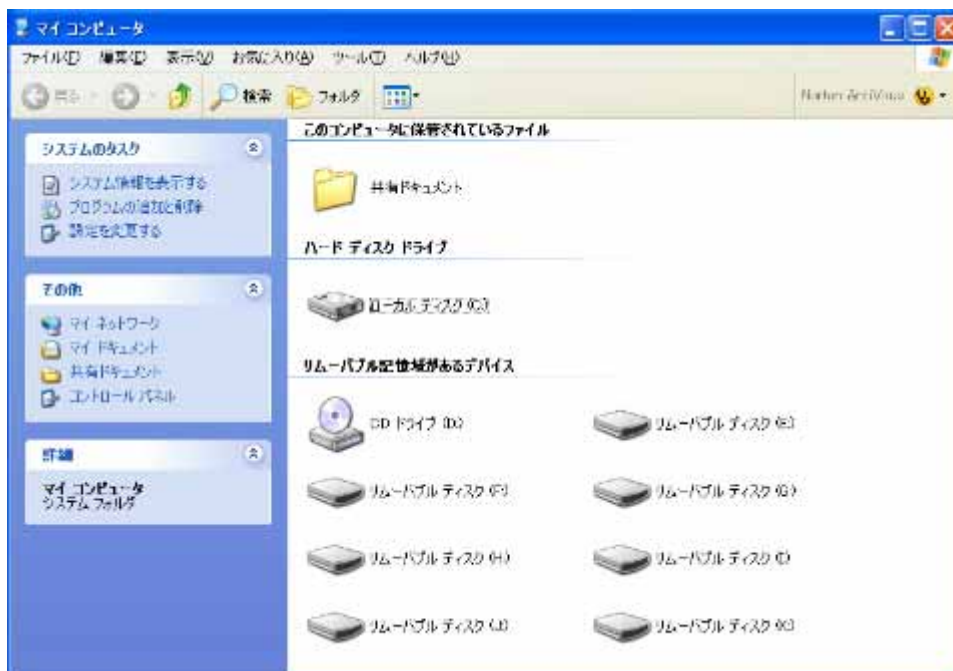 マイ コンピュータ
ファイル(F) 編集(E) 表示(V) お気に入り(A) ツール(T) ヘルプ(H)
戻る 検索 フォルダ Norton AntiVirus
システムのタスク
システム情報を表示する
プログラムの追加と削除
設定を変更する
その他
マイ ネットワーク
マイ ドキュメント
共有ドキュメント
コントロール パネル
詳細
マイ コンピュータ
システム フォルダ
このコンピュータに保管されているファイル
共有ドキュメント
ハード ディスク ドライブ
ローカル ディスク (C:)
リムーバブル記憶域があるデバイス
CD ドライブ (D:) リムーバブル ディスク (E:)
リムーバブル ディスク (F:) リムーバブル ディスク (G:)
リムーバブル ディスク (H:) リムーバブル ディスク (I:)
リムーバブル ディスク (J:) リムーバブル ディスク (K:)